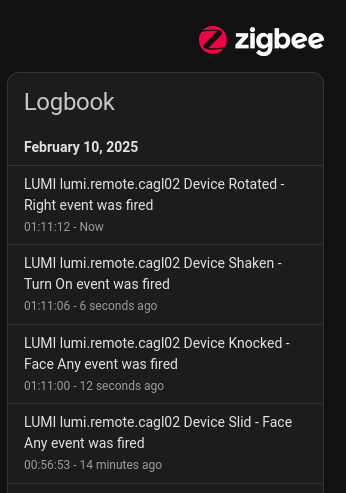 zigbee
Logbook
February 10, 2025
LUMI lumi.remote.cagl02 Device Rotated -
Right event was fired
01:11:12 - Now
LUMI lumi.remote.cagl02 Device Shaken -
Turn On event was fired
01:11:06 - 6 seconds ago
LUMI lumi.remote.cagl02 Device Knocked -
Face Any event was fired
01:11:00 - 12 seconds ago
LUMI lumi.remote.cagl02 Device Slid - Face
Any event was fired
00:56:53 - 14 minutes ago